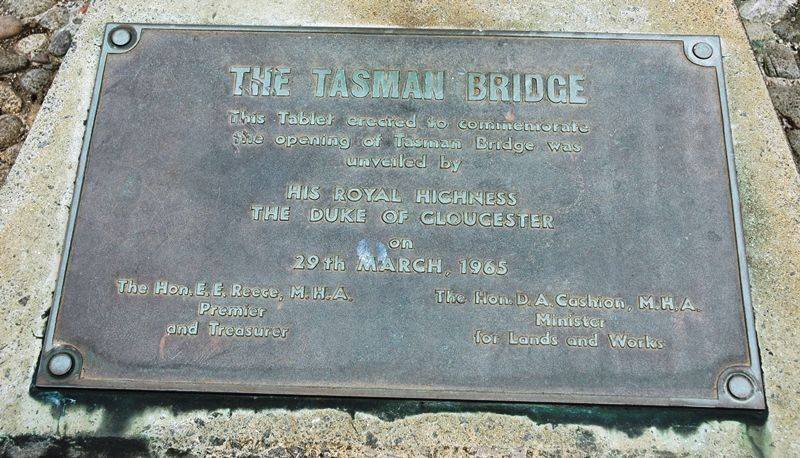 THE TASMAN BRIDGE
This Tablet erected to commemorate
the opening of Tasman Bridge was
unveiled by
HIS ROYAL HIGHNESS
THE DUKE OF GLOUCESTER
on
29th MARCH, 1965
The Hon. E. E. Reece, M.H.A.
Premier
and Treasurer
The Hon. D. A. Cashion, M.H.A.
Minister
for Lands and Works